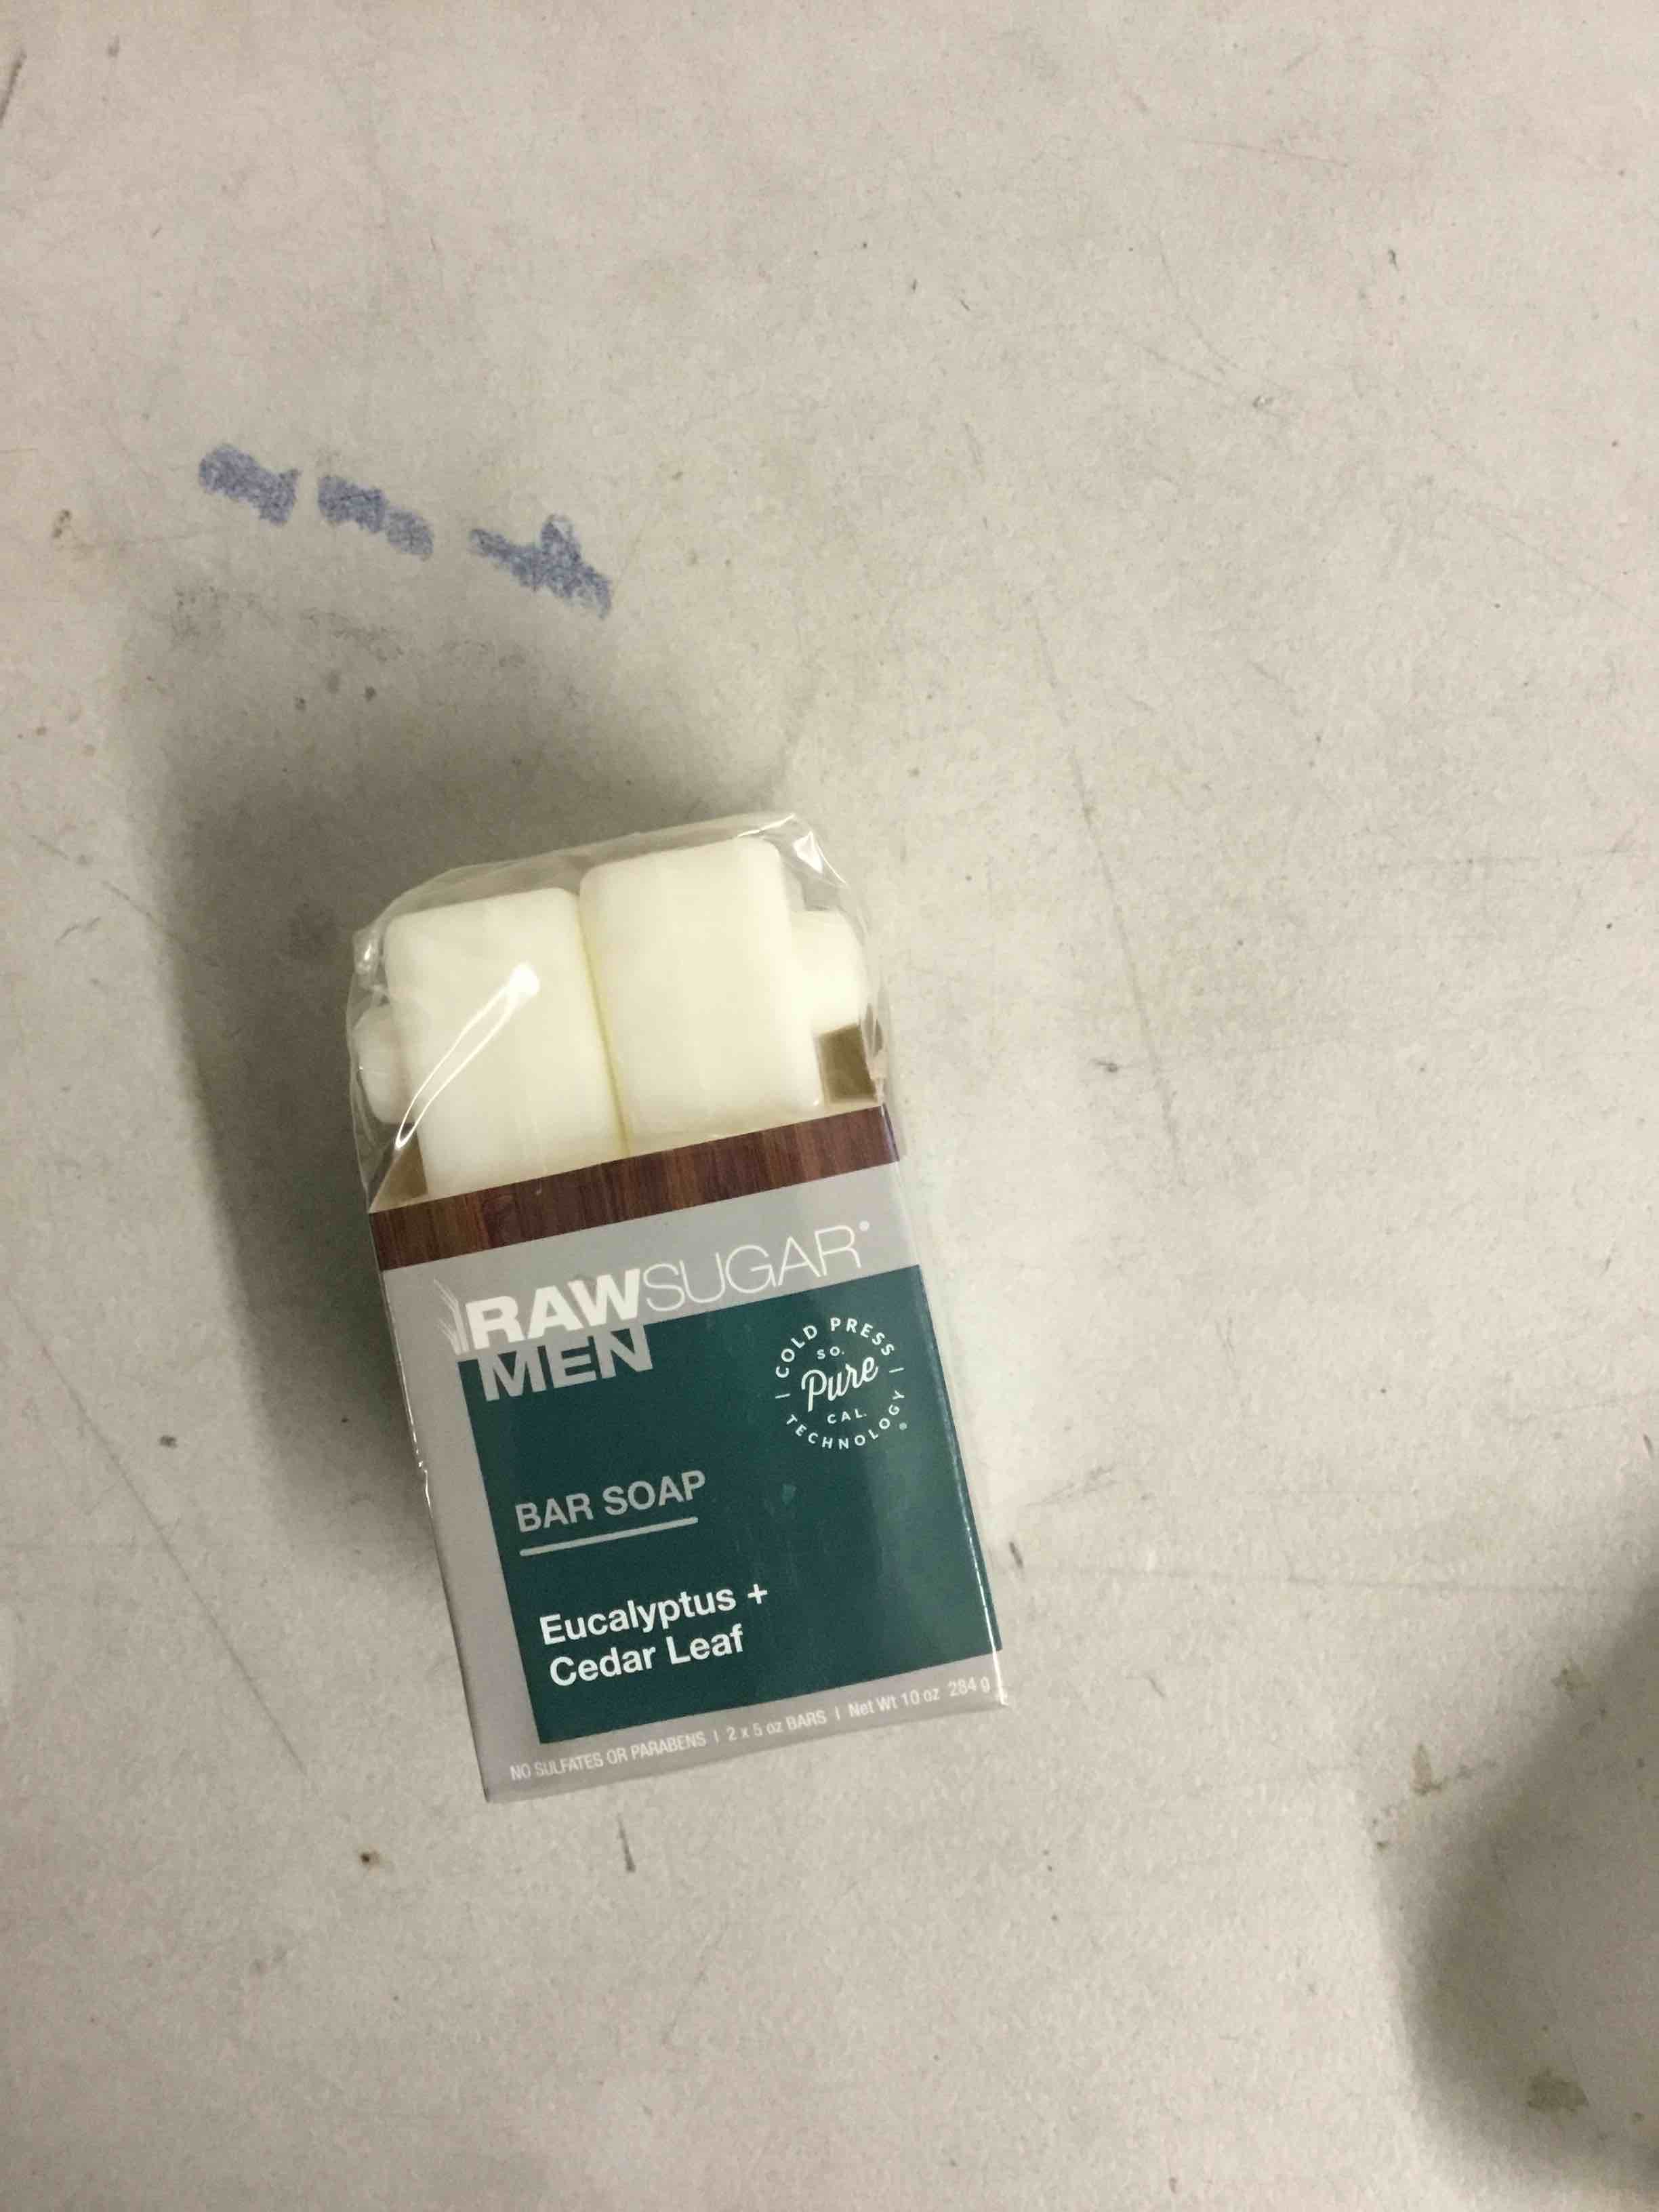 RAWSUGAR®
MEN
COLD PRESS
SO.
Pure
CAL.
TECHNOLOGY®
BAR SOAP
Eucalyptus +
Cedar Leaf
NO SULFATES OR PARABENS | 2 x 5 oz BARS | Net Wt 10 oz 284 g